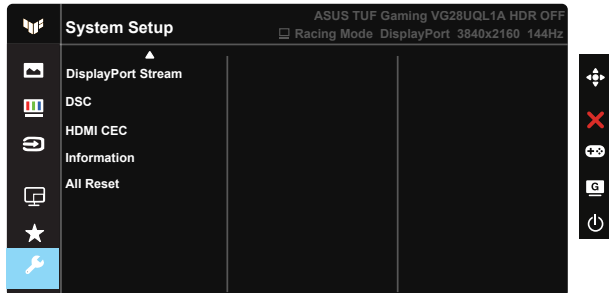 System Setup
ASUS TUF Gaming VG28UQL1A HDR OFF
Racing Mode DisplayPort 3840x2160 144Hz
DisplayPort Stream
DSC
HDMI CEC
Information
All Reset
G